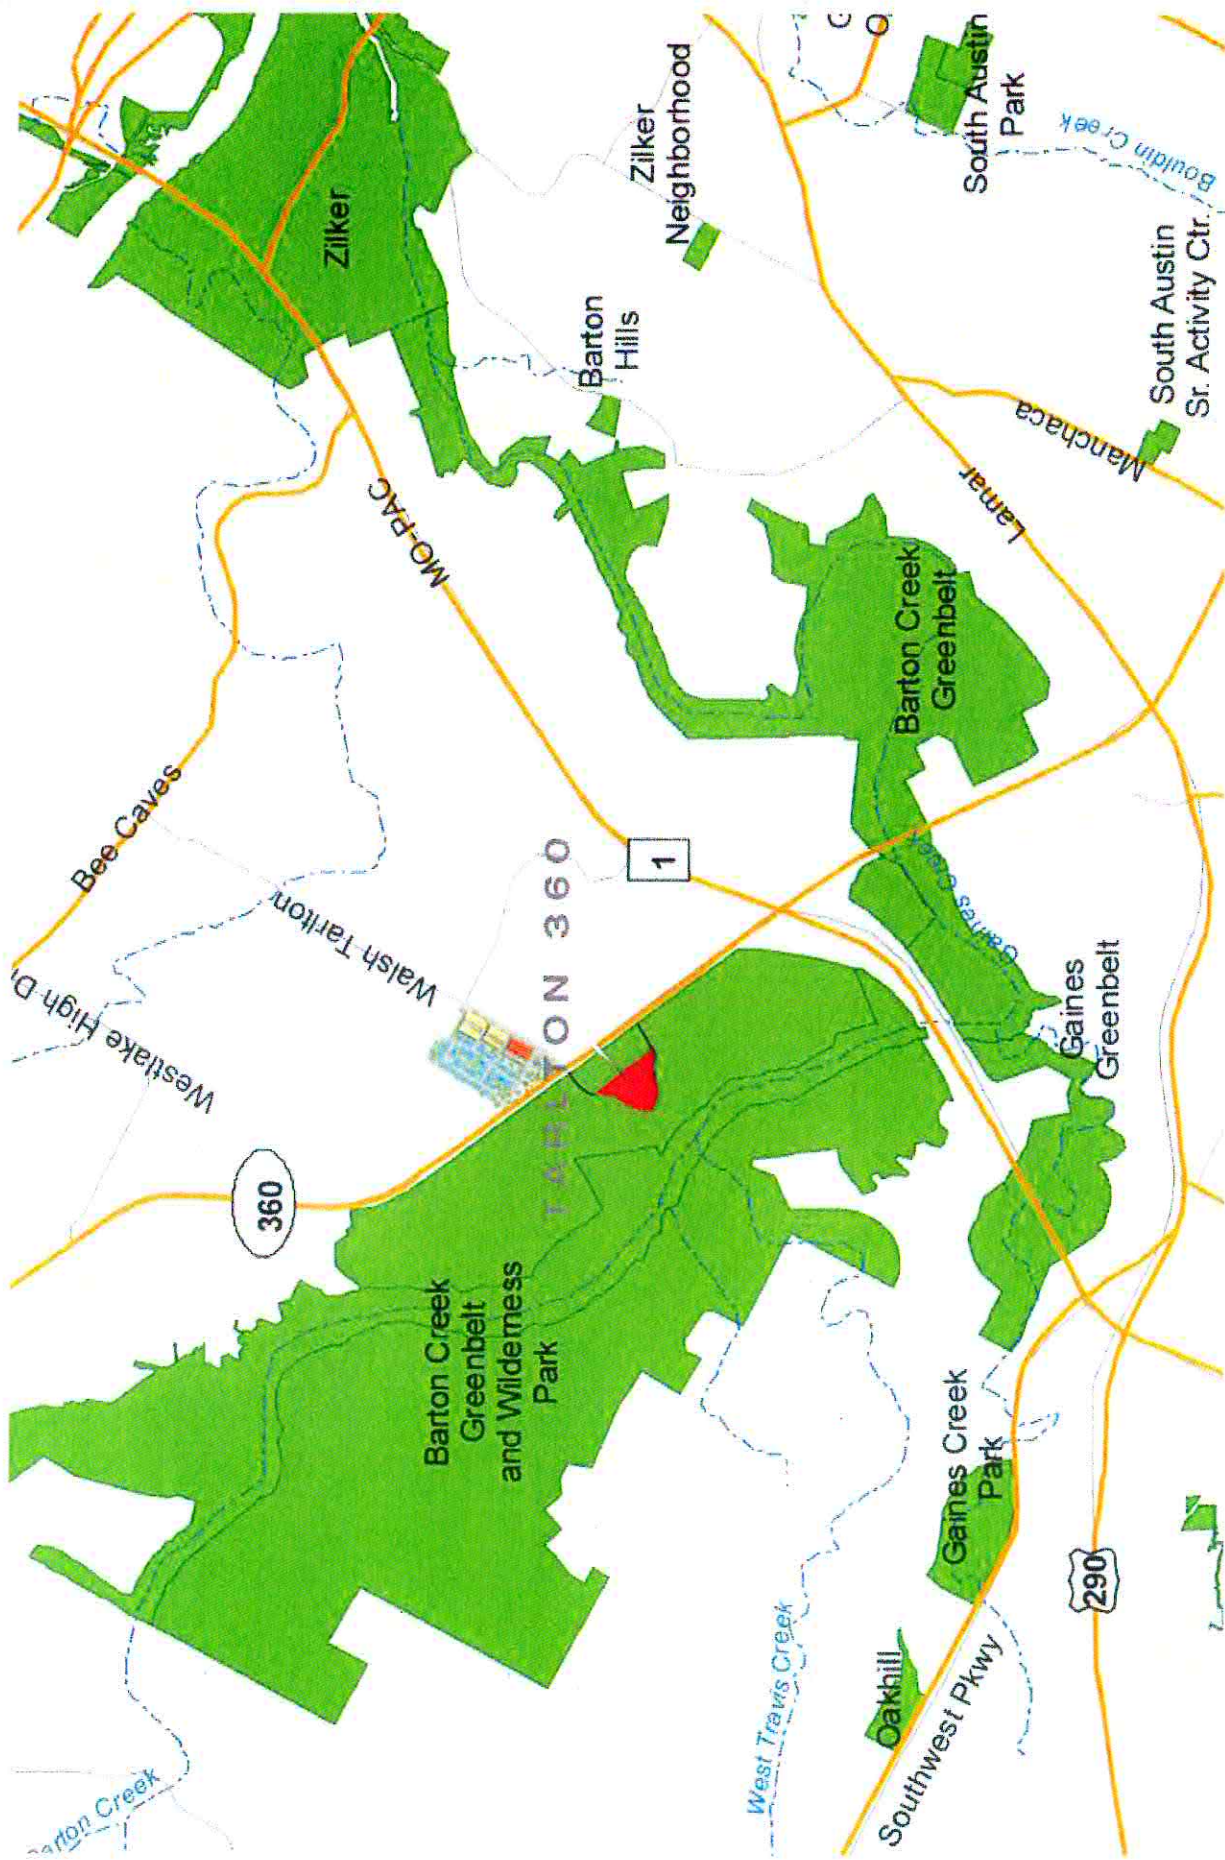 Barton Creek
West Travis Creek
Southwest Pkwy
Oakhill
290
Gaines Creek
Park
Barton Creek
Greenbelt
and Wilderness
Park
360
Westlake High Dr
Bee Caves
Walsh Tarlton
TARLTON 360
1
Gaines
Greenbelt
Gaines Creek
Barton Creek
Greenbelt
MO-PAC
Lamar
Manchaca
Barton
Hills
Zilker
Zilker
Neighborhood
South Austin
Sr. Activity Ctr.
South Austin
Park
Bouldin Creek